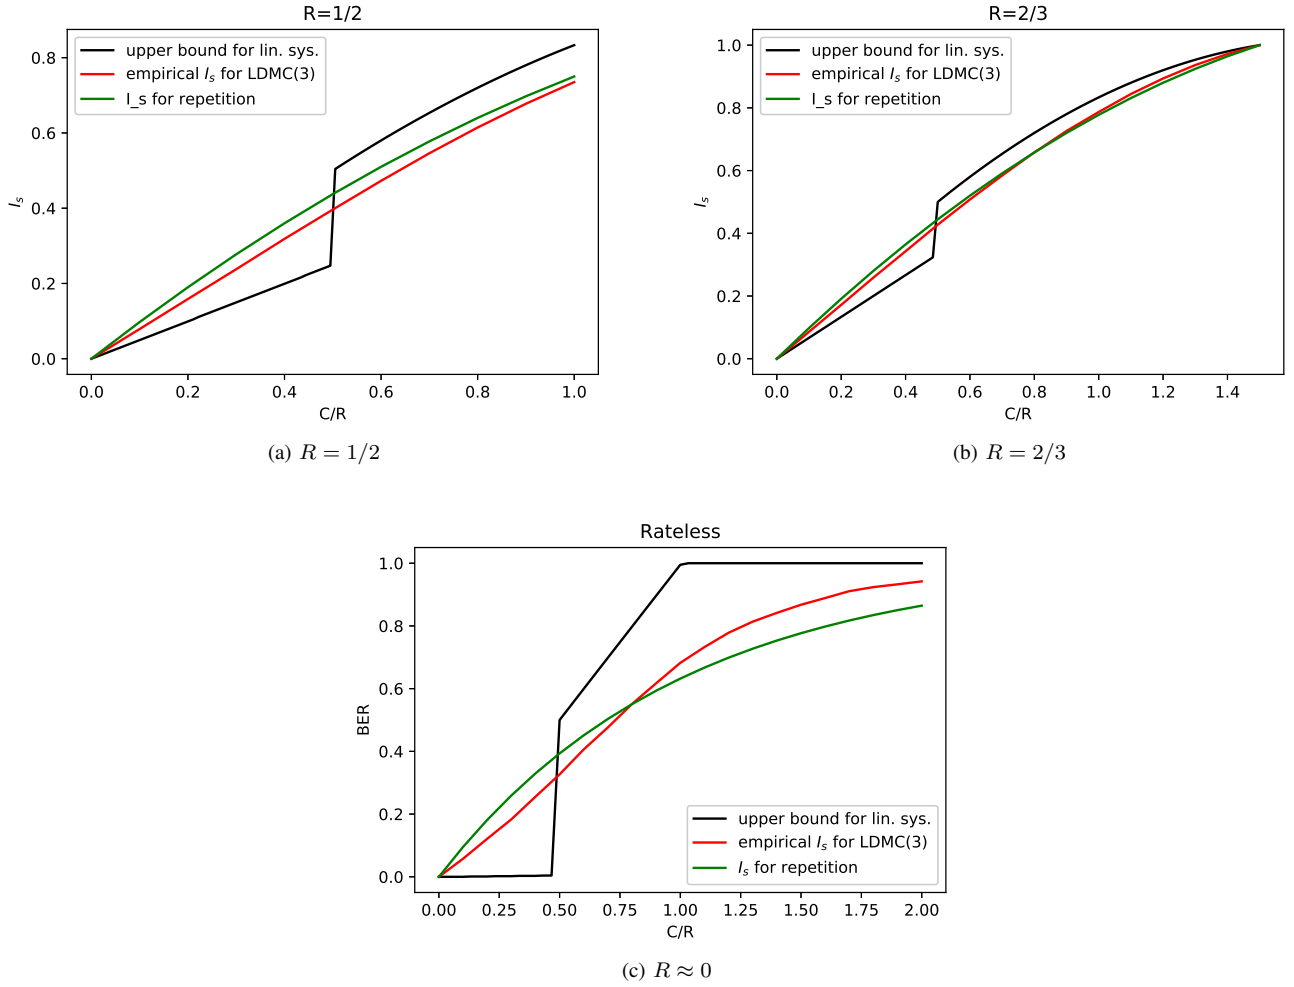 R=1/2
upper bound for lin. sys.
empirical I_s for LDMC(3)
I_s for repetition
0.8
0.6
0.4
0.2
0.0
I_s
0.0 0.2 0.4 0.6 0.8 1.0
C/R
(a) R = 1/2
R=2/3
upper bound for lin. sys.
empirical I_s for LDMC(3)
I_s for repetition
1.0
0.8
0.6
0.4
0.2
0.0
I_s
0.0 0.2 0.4 0.6 0.8 1.0 1.2 1.4
C/R
(b) R = 2/3
Rateless
1.0
0.8
0.6
0.4
0.2
0.0
BER
upper bound for lin. sys.
empirical I_s for LDMC(3)
I_s for repetition
0.00 0.25 0.50 0.75 1.00 1.25 1.50 1.75 2.00
C/R
(c) R ≈ 0